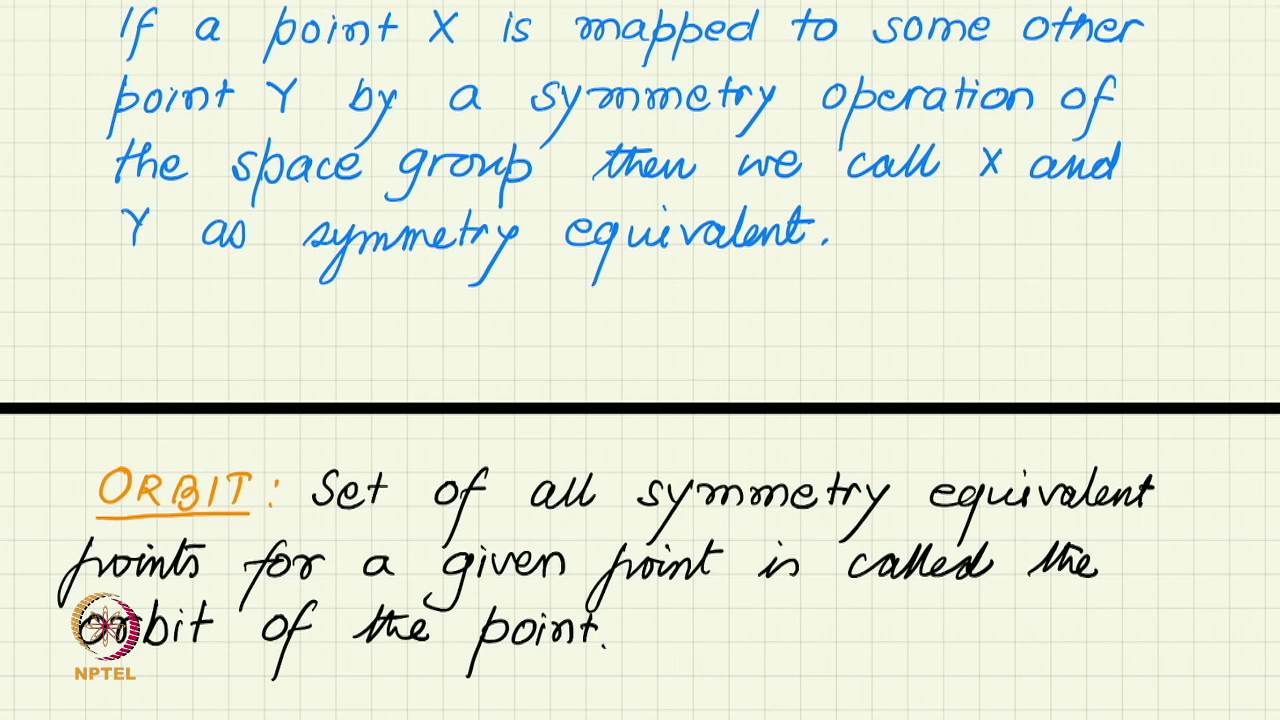 If a point X is mapped to some other
point Y by a symmetry operation of
the space group then we call X and
Y as symmetry equivalent.
ORBIT: Set of all symmetry equivalent
points for a given point is called the
orbit of the point.
NPTEL